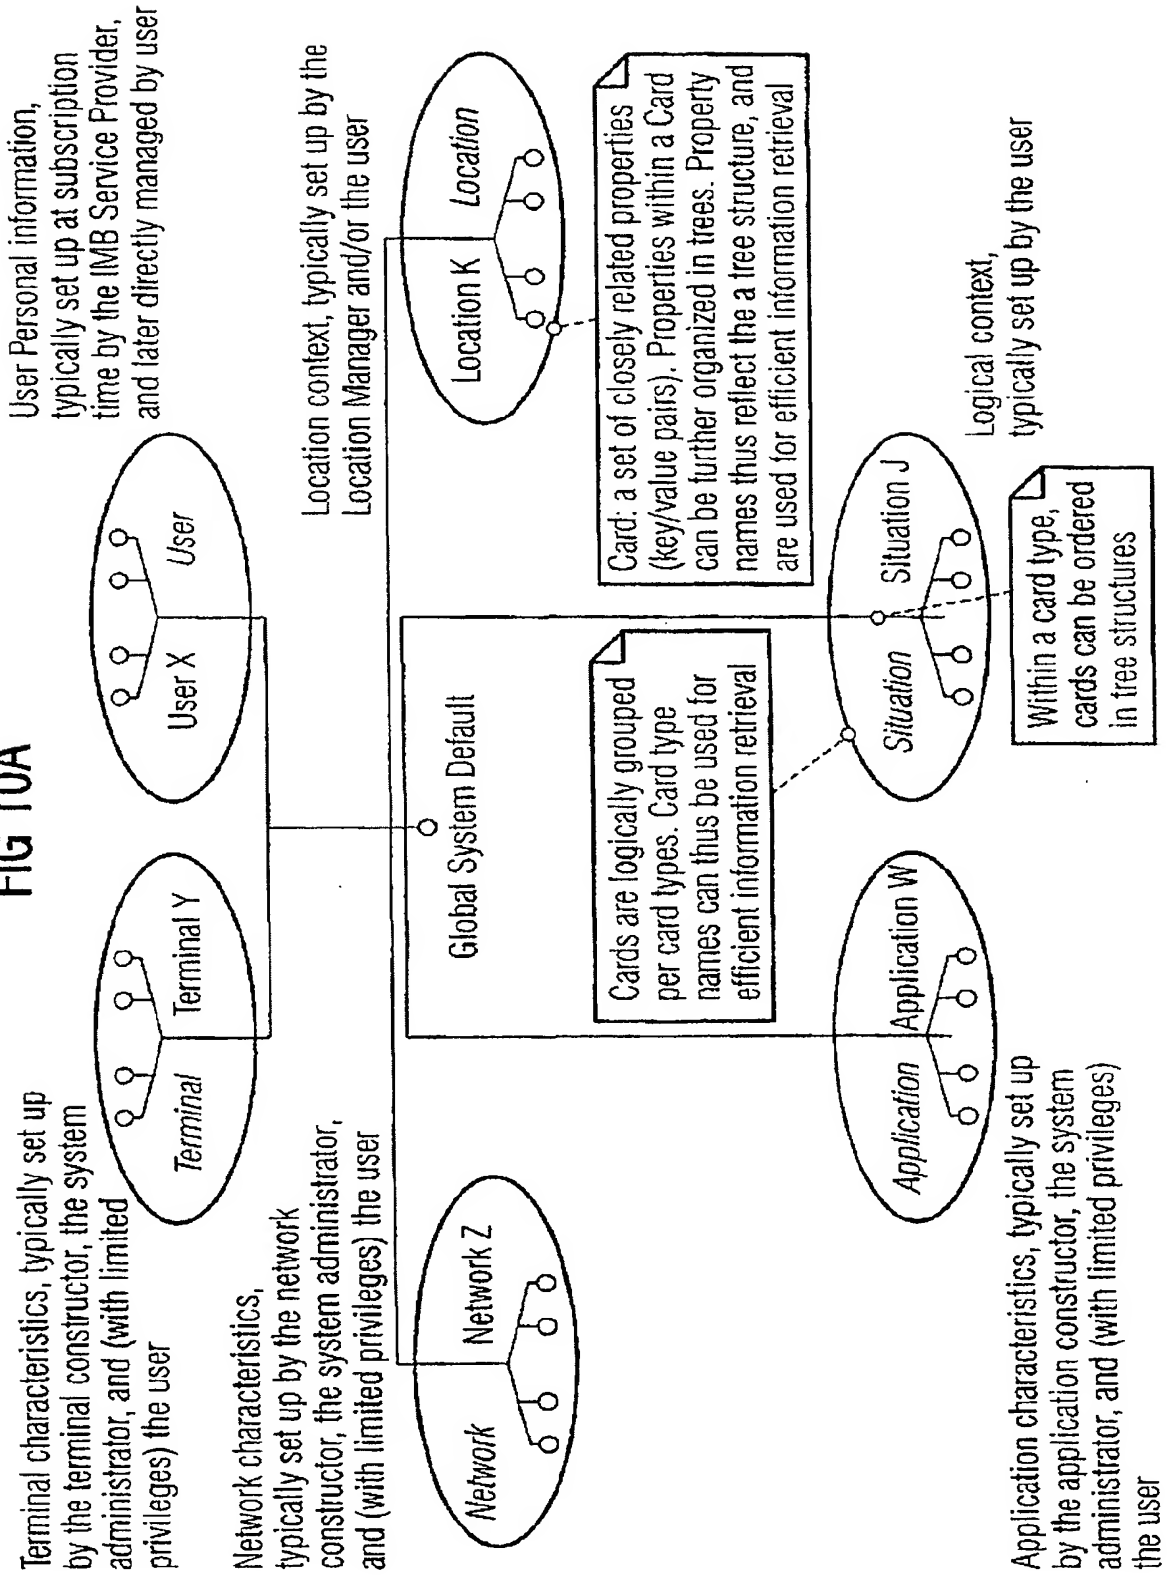 FIG 10A
Terminal characteristics, typically set up
by the terminal constructor, the system
administrator, and (with limited
privileges) the user
Terminal
Terminal Y
User X
User
User Personal information,
typically set up at subscription
time by the IMB Service Provider,
and later directly managed by user
Network characteristics,
typically set up by the network
constructor, the system administrator,
and (with limited privileges) the user
Network
Network Z
Global System Default
Location context, typically set up by the
Location Manager and/or the user
Location K
Location
Cards are logically grouped
per card types. Card type
names can thus be used for
efficient information retrieval
Card: a set of closely related properties
(key/value pairs). Properties within a Card
can be further organized in trees. Property
names thus reflect the a tree structure, and
are used for efficient information retrieval
Application
Application W
Situation
Situation J
Logical context,
typically set up by the user
Application characteristics, typically set up
by the application constructor, the system
administrator, and (with limited privileges)
the user
Within a card type,
cards can be ordered
in tree structures